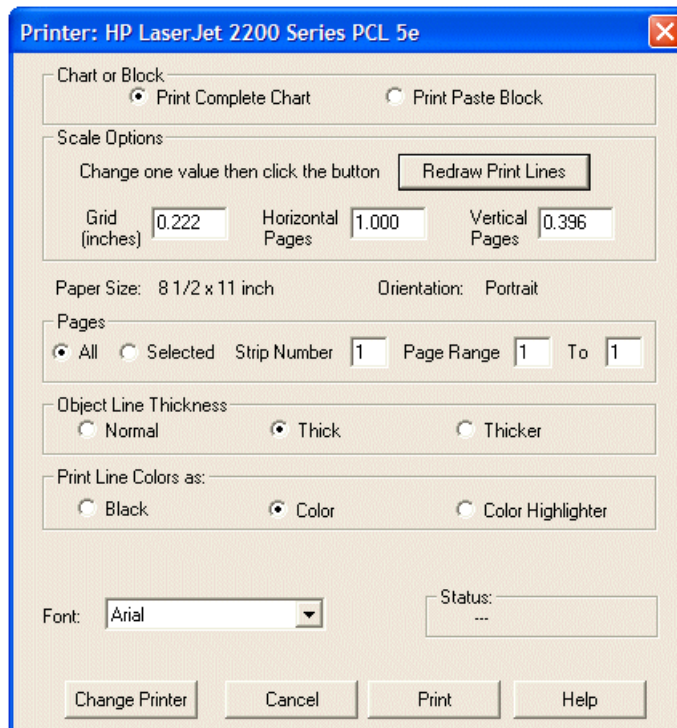 Printer: HP LaserJet 2200 Series PCL 5e
Chart or Block
Print Complete Chart Print Paste Block
Scale Options
Change one value then click the button Redraw Print Lines
Grid (inches) 0.222 Horizontal Pages 1.000 Vertical Pages 0.396
Paper Size: 8 1/2 x 11 inch Orientation: Portrait
Pages
All Selected Strip Number 1 Page Range 1 To 1
Object Line Thickness
Normal Thick Thicker
Print Line Colors as:
Black Color Color Highlighter
Font: Arial
Status:
---
Change Printer Cancel Print Help